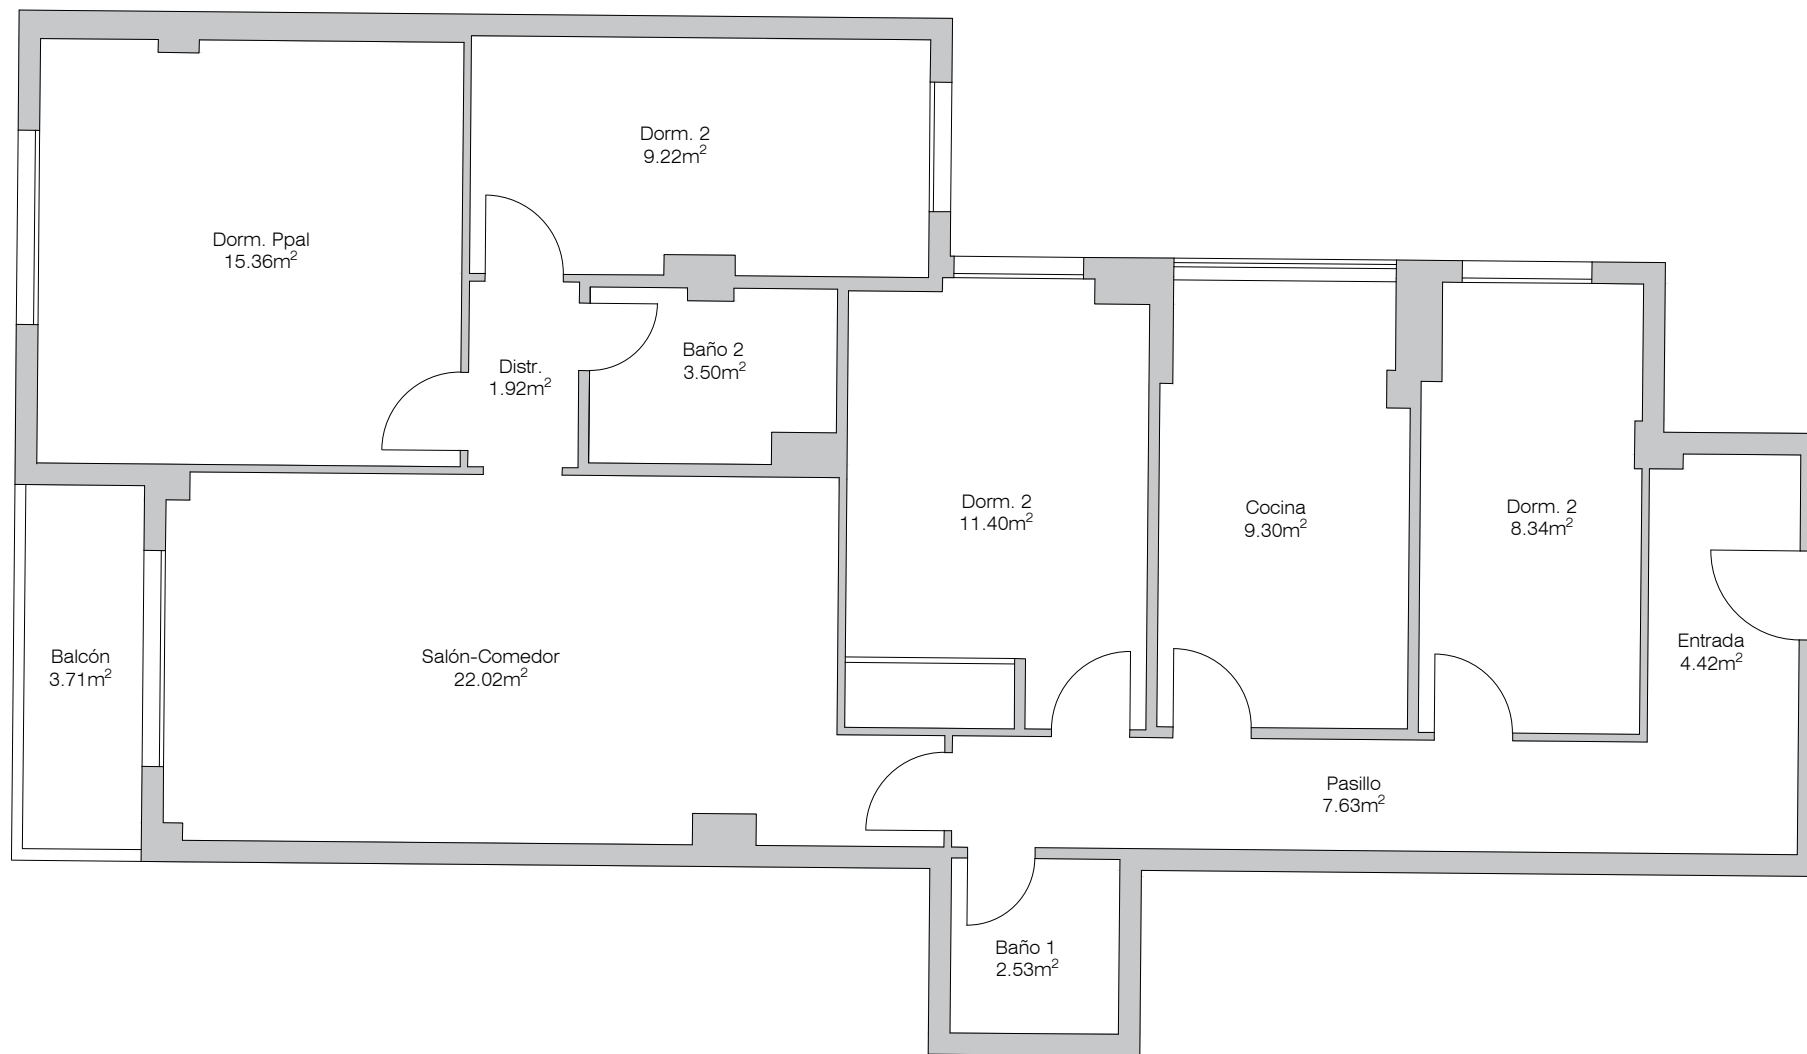 Dorm. 2
9.22m²
Dorm. Ppal
15.36m²
Baño 2
3.50m²
Distr.
1.92m²
Dorm. 2
11.40m²
Cocina
9.30m²
Dorm. 2
8.34m²
Balcón
3.71m²
Salón-Comedor
22.02m²
Entrada
4.42m²
Pasillo
7.63m²
Baño 1
2.53m²